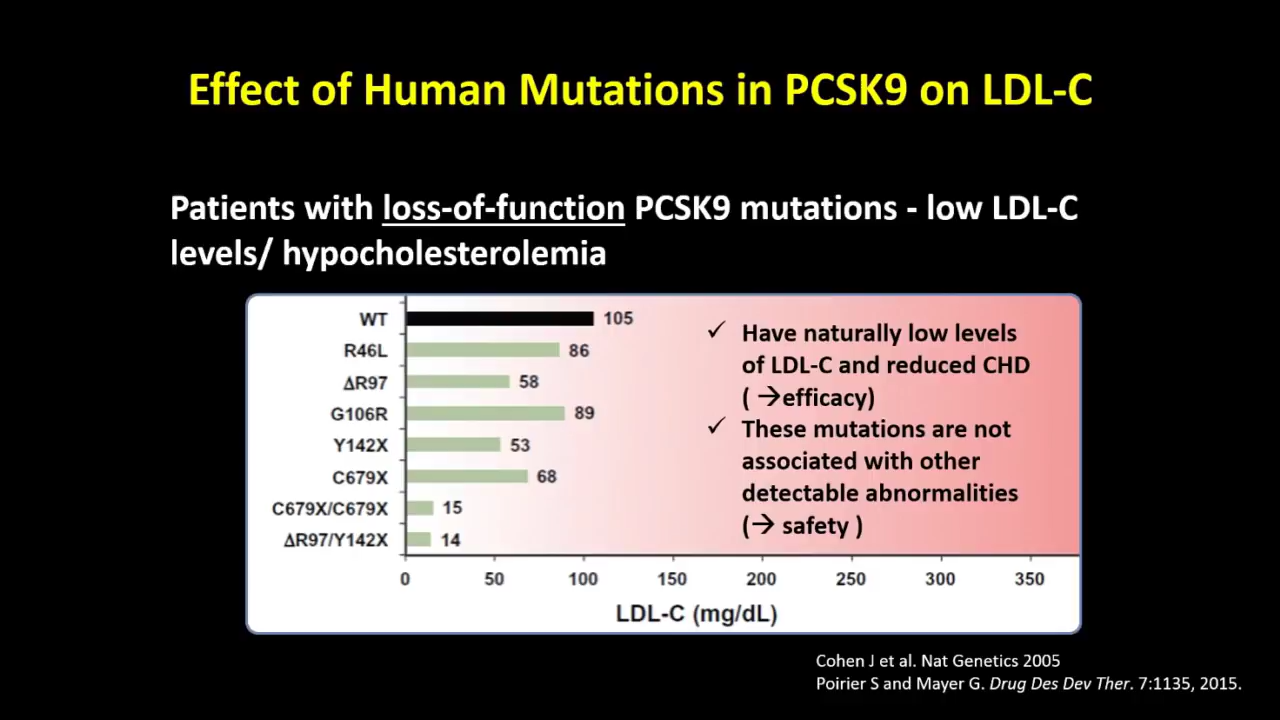 Effect of Human Mutations in PCSK9 on LDL-C
Patients with loss-of-function PCSK9 mutations - low LDL-C
levels/ hypocholesterolemia
WT 105
R46L 86
ΔR97 58
G106R 89
Y142X 53
C679X 68
C679X/C679X 15
ΔR97/Y142X 14
0 50 100 150 200 250 300 350
LDL-C (mg/dL)
✓ Have naturally low levels
of LDL-C and reduced CHD
( →efficacy)
✓ These mutations are not
associated with other
detectable abnormalities
(→ safety )
Cohen J et al. Nat Genetics 2005
Poirier S and Mayer G. Drug Des Dev Ther. 7:1135, 2015.